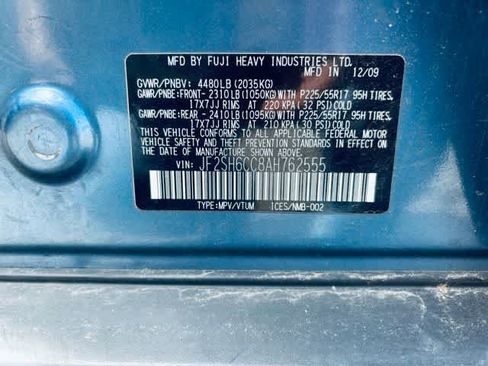 MFD BY FUJI HEAVY INDUSTRIES LTD.
MFD IN 12/09
GVWR/PNBV: 4480LB(2035KG)
GAWR/PNBE:FRONT- 2310LB(1050KG)WITH P225/55R17 95H TIRES,
17X7JJ RIMS AT 220 KPA(32 PSI)COLD
GAWR/PNBE:REAR - 2410LB(1095KG)WITH P225/55R17 95H TIRES,
17X7JJ RIMS AT 210 KPA(30 PSI)COLD
THIS VEHICLE CONFORMS TO ALL APPLICABLE FEDERAL MOTOR
VEHICLE SAFETY AND THEFT PREVENTION STANDARDS IN EFFECT
ON THE DATE OF MANUFACTURE SHOWN ABOVE.
VIN: JF2SH6CC8AH762555
TYPE:MPV/VTUM ICES/NMB-002